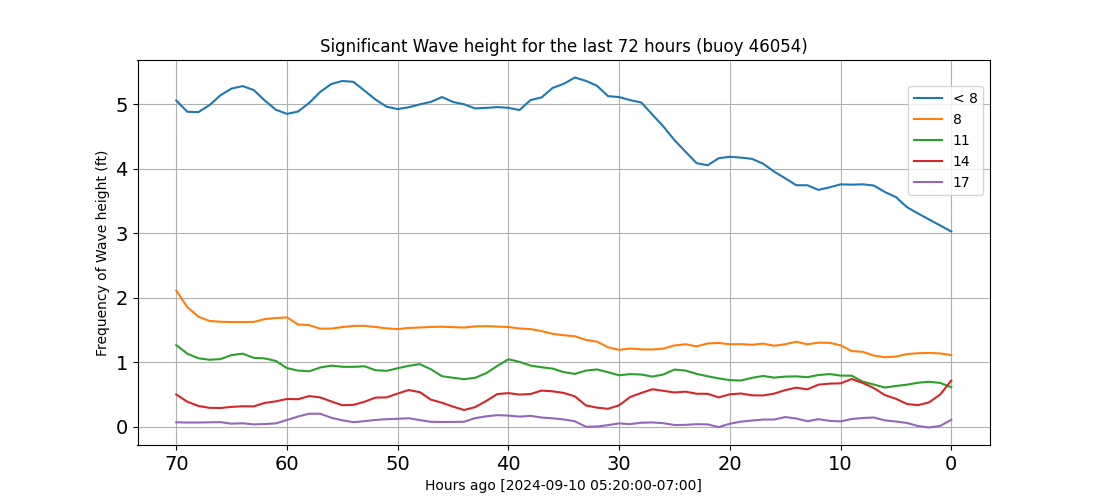 Significant Wave height for the last 72 hours (buoy 46054)
Frequency of Wave height (ft)
5
4
3
2
1
0
< 8
8
11
14
17
70 60 50 40 30 20 10 0
Hours ago [2024-09-10 05:20:00-07:00]